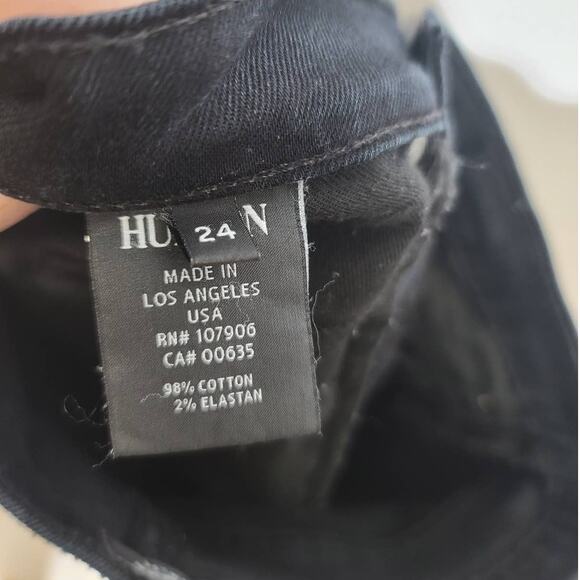 HU 24 N
MADE IN
LOS ANGELES
USA
RN# 107906
CA# 00635
98% COTTON
2% ELASTAN